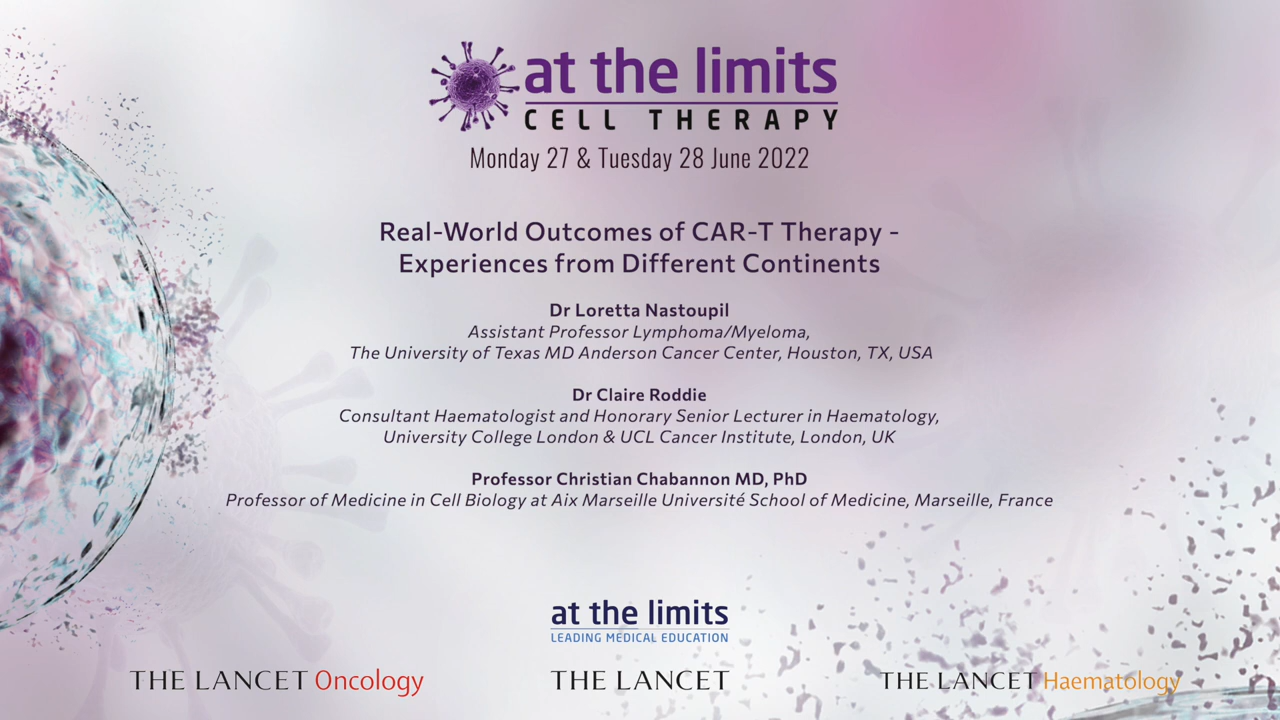 at the limits
CELL THERAPY
Monday 27 & Tuesday 28 June 2022
Real-World Outcomes of CAR-T Therapy -
Experiences from Different Continents
Dr Loretta Nastoupil
Assistant Professor Lymphoma/Myeloma,
The University of Texas MD Anderson Cancer Center, Houston, TX, USA
Dr Claire Roddie
Consultant Haematologist and Honorary Senior Lecturer in Haematology,
University College London & UCL Cancer Institute, London, UK
Professor Christian Chabannon MD, PhD
Professor of Medicine in Cell Biology at Aix Marseille Université School of Medicine, Marseille, France
at the limits
LEADING MEDICAL EDUCATION
THE LANCET Oncology
THE LANCET
THE LANCET Haematology